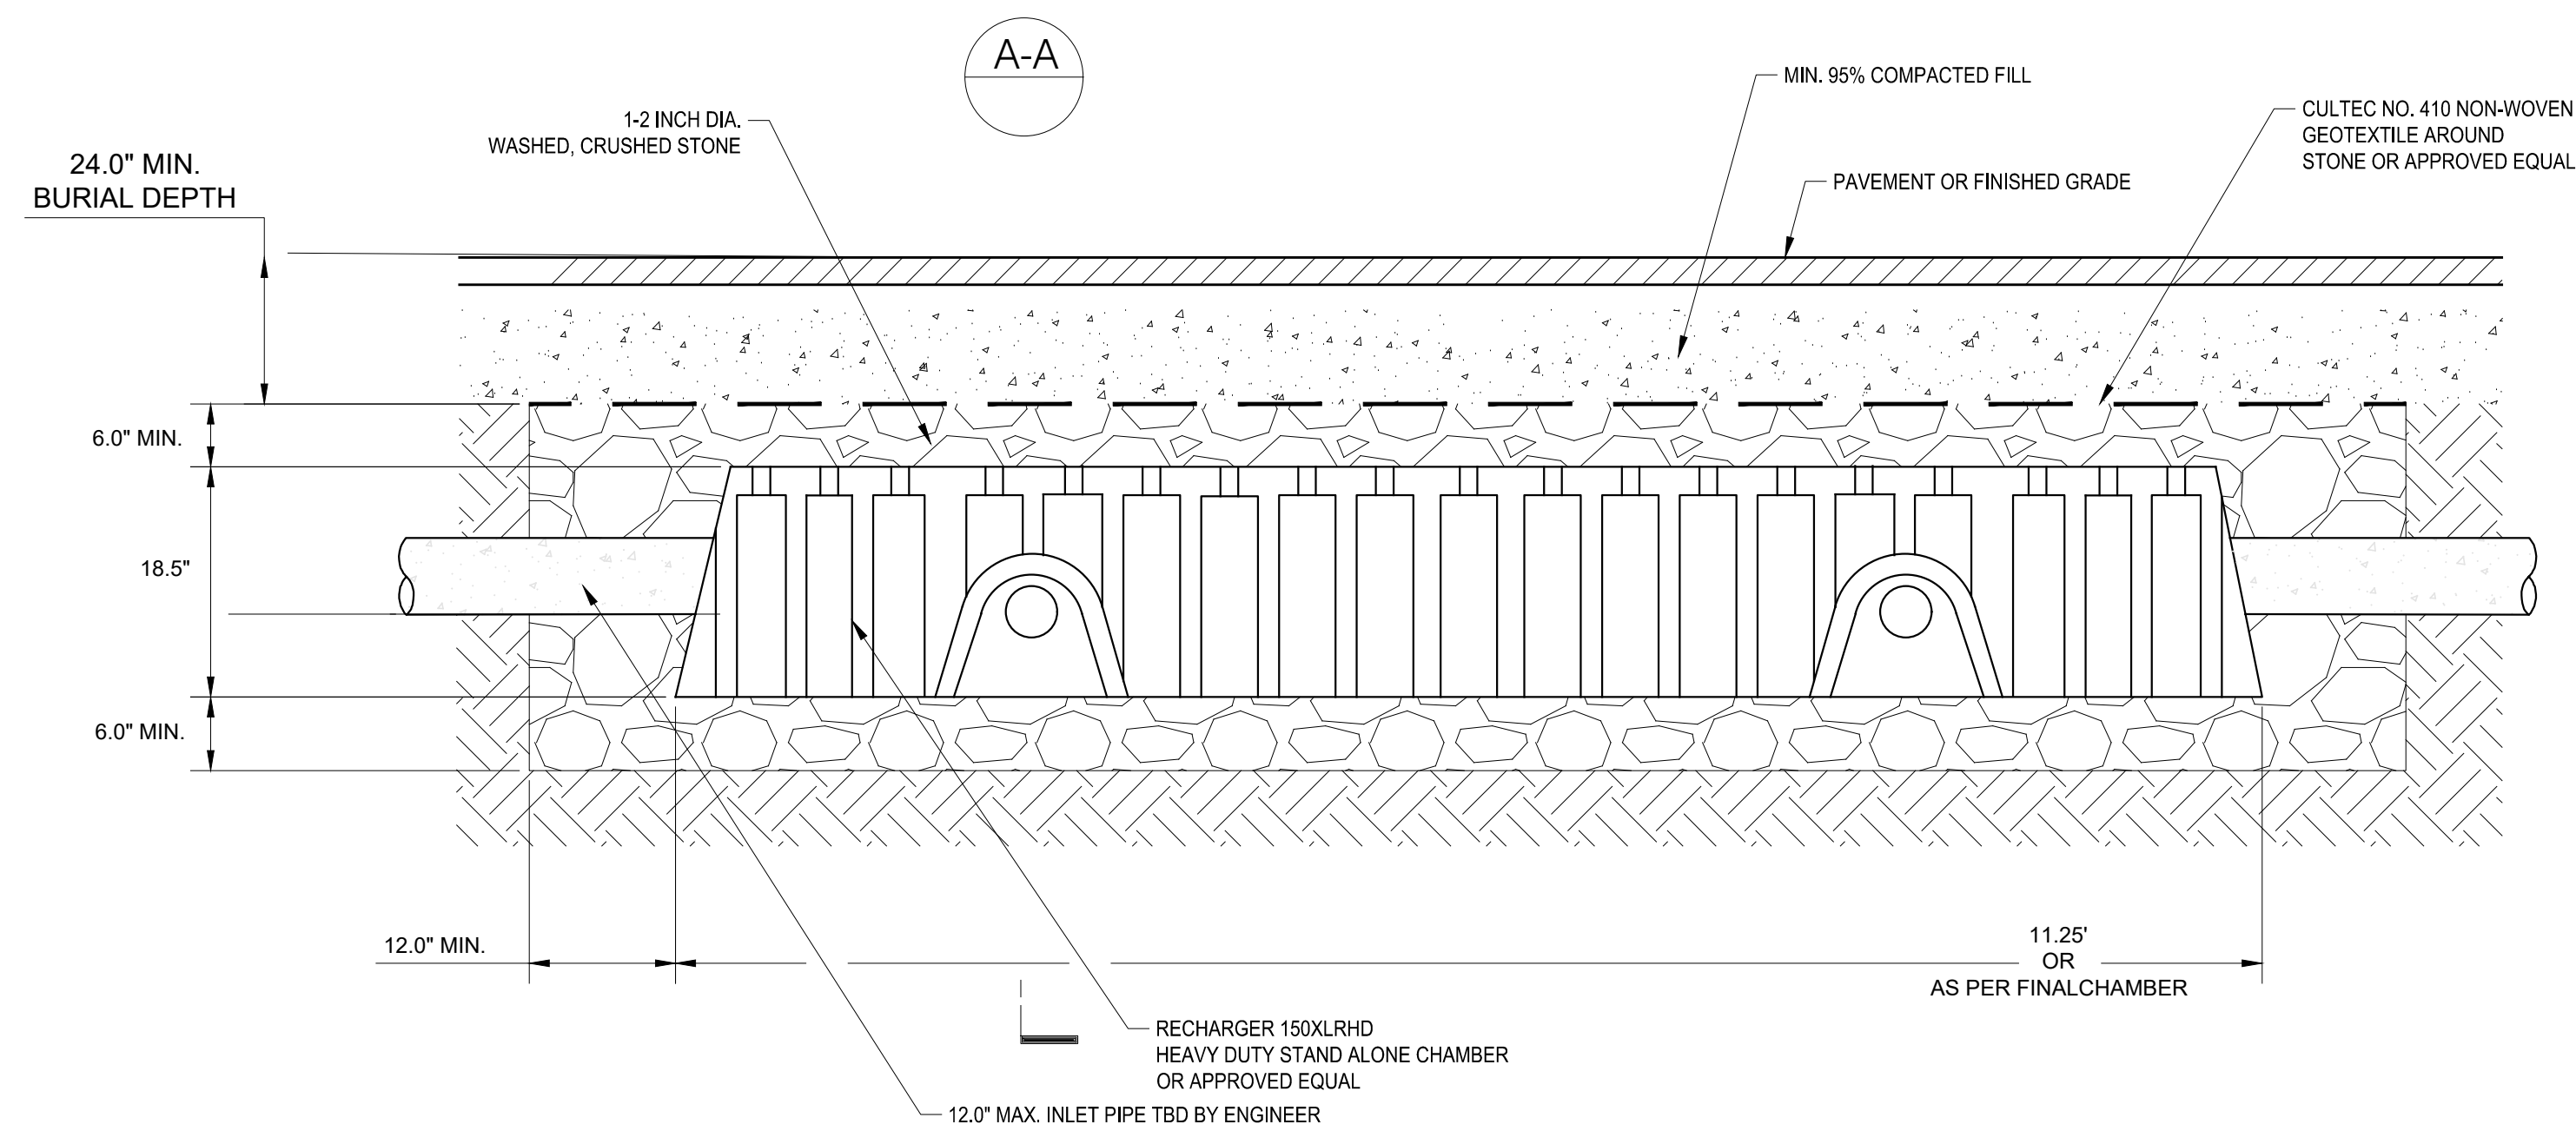 A-A
1-2 INCH DIA.
WASHED, CRUSHED STONE
MIN. 95% COMPACTED FILL
CULTEC NO. 410 NON-WOVEN
GEOTEXTILE AROUND
STONE OR APPROVED EQUAL
24.0" MIN.
BURIAL DEPTH
PAVEMENT OR FINISHED GRADE
6.0" MIN.
18.5"
6.0" MIN.
12.0" MIN.
11.25'
OR
AS PER FINALCHAMBER
RECHARGER 150XLRHD
HEAVY DUTY STAND ALONE CHAMBER
OR APPROVED EQUAL
12.0" MAX. INLET PIPE TBD BY ENGINEER